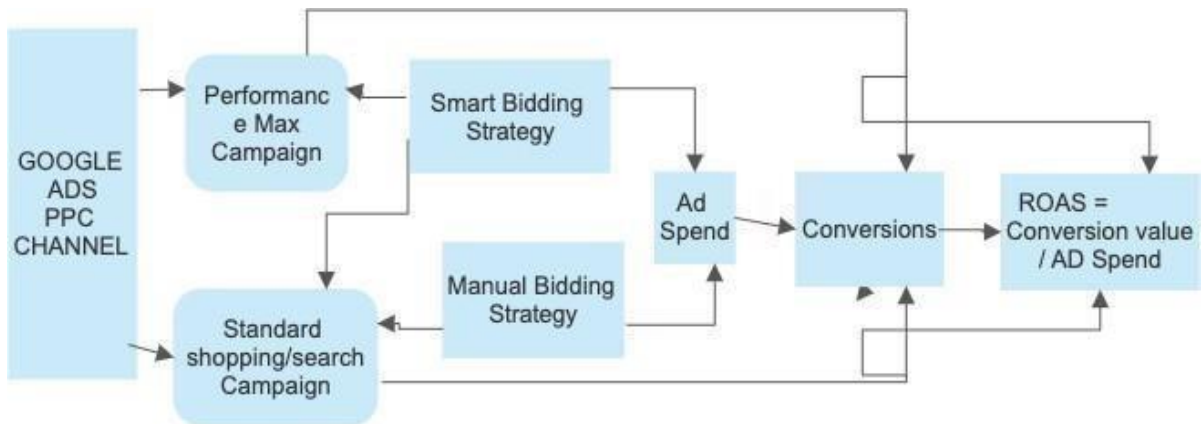 GOOGLE
ADS
PPC
CHANNEL
Performanc
e Max
Campaign
Smart Bidding
Strategy
Ad
Spend
Conversions
ROAS =
Conversion value
/ AD Spend
Manual Bidding
Strategy
Standard
shopping/search
Campaign